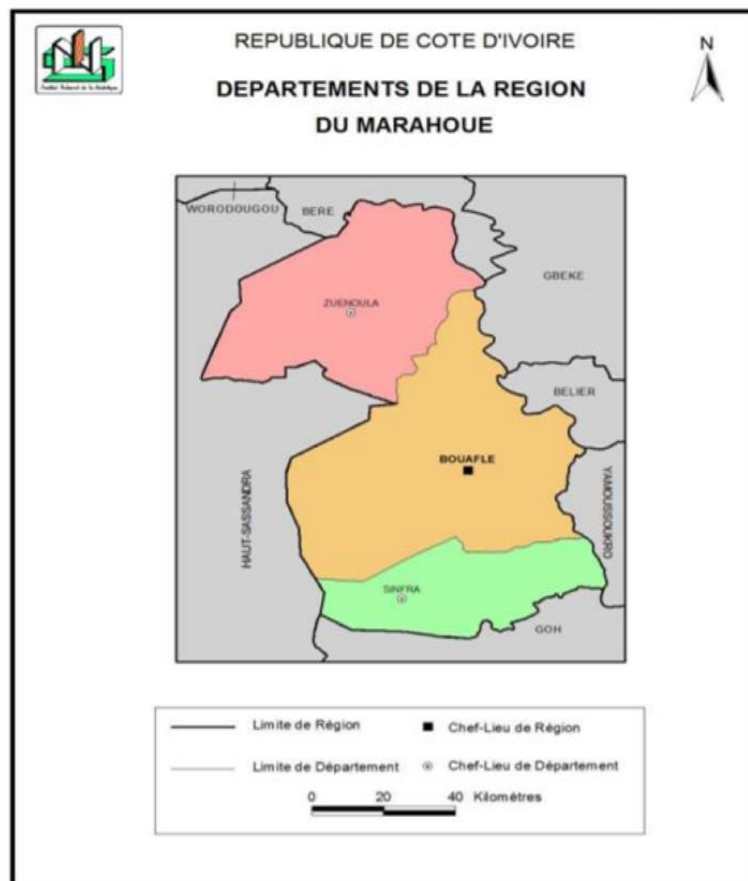 REPUBLIQUE DE COTE D'IVOIRE
N
DEPARTEMENTS DE LA REGION
DU MARAHOUE
WORODOUGOU
BERE
GBEKE
ZUENOULA
BELIER
BOUAFLE
HAUT-SASSANDRA
YAMOUSSOUKRO
SINFRA
GOH
Limite de Région
Chef-Lieu de Région
Limite de Département
Chef-Lieu de Département
0 20 40 Kilomètres